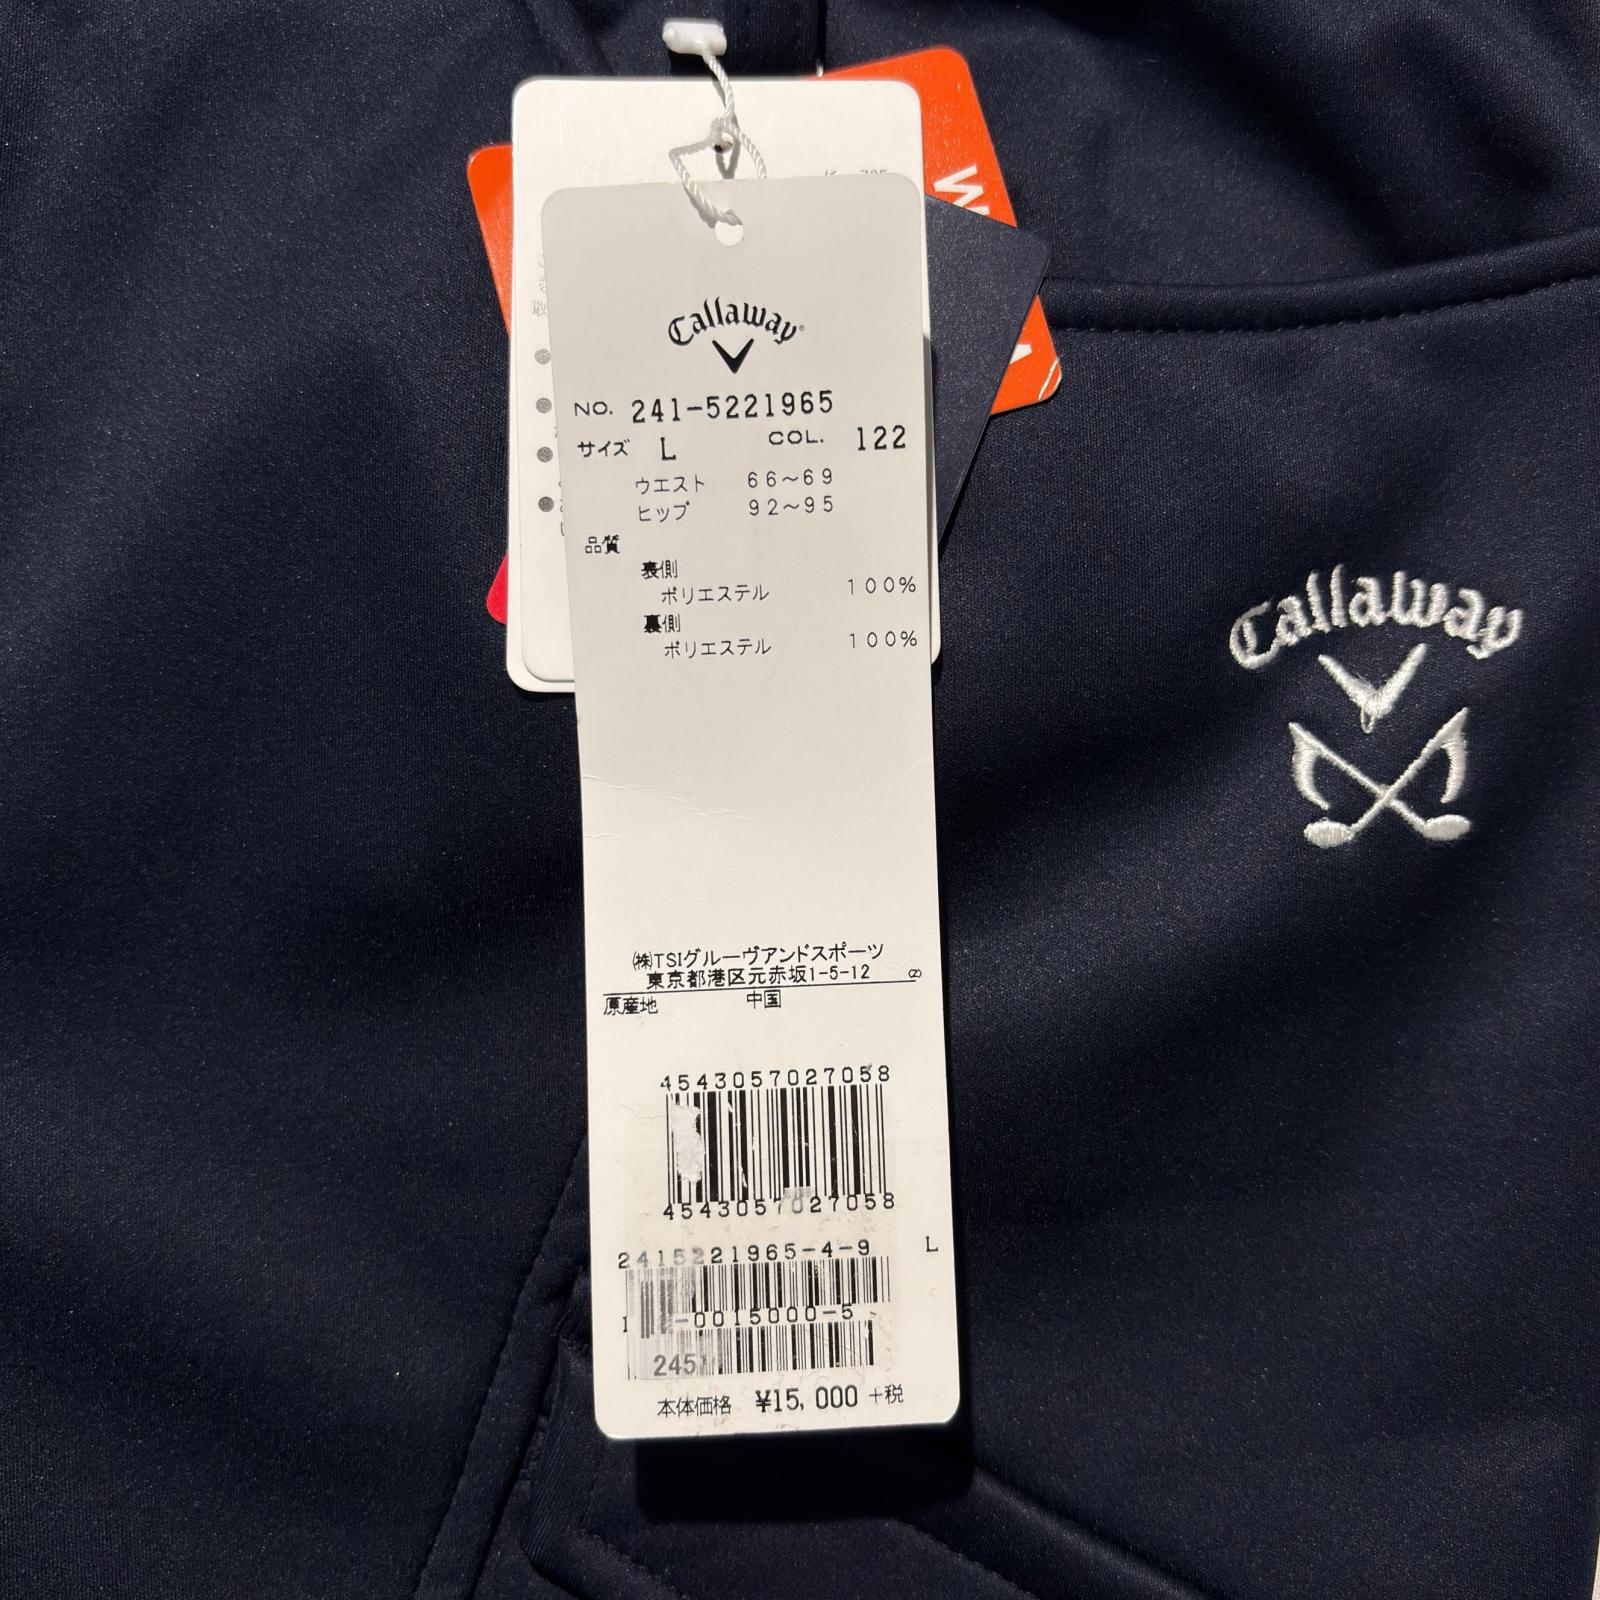 Callaway
NO. 241-5221965
サイズ L COL. 122
ウエスト 66~69
ヒップ 92~95
品質
表側
ポリエステル 100%
裏側
ポリエステル 100%
㈱TSIグルーヴアンドスポーツ
東京都港区元赤坂1-5-12 (Z)
原産地 中国
4543057027058
4543057027058
2415221965-4-9 L
-0015000-5
245
本体価格 ¥15,000 +税
Callaway